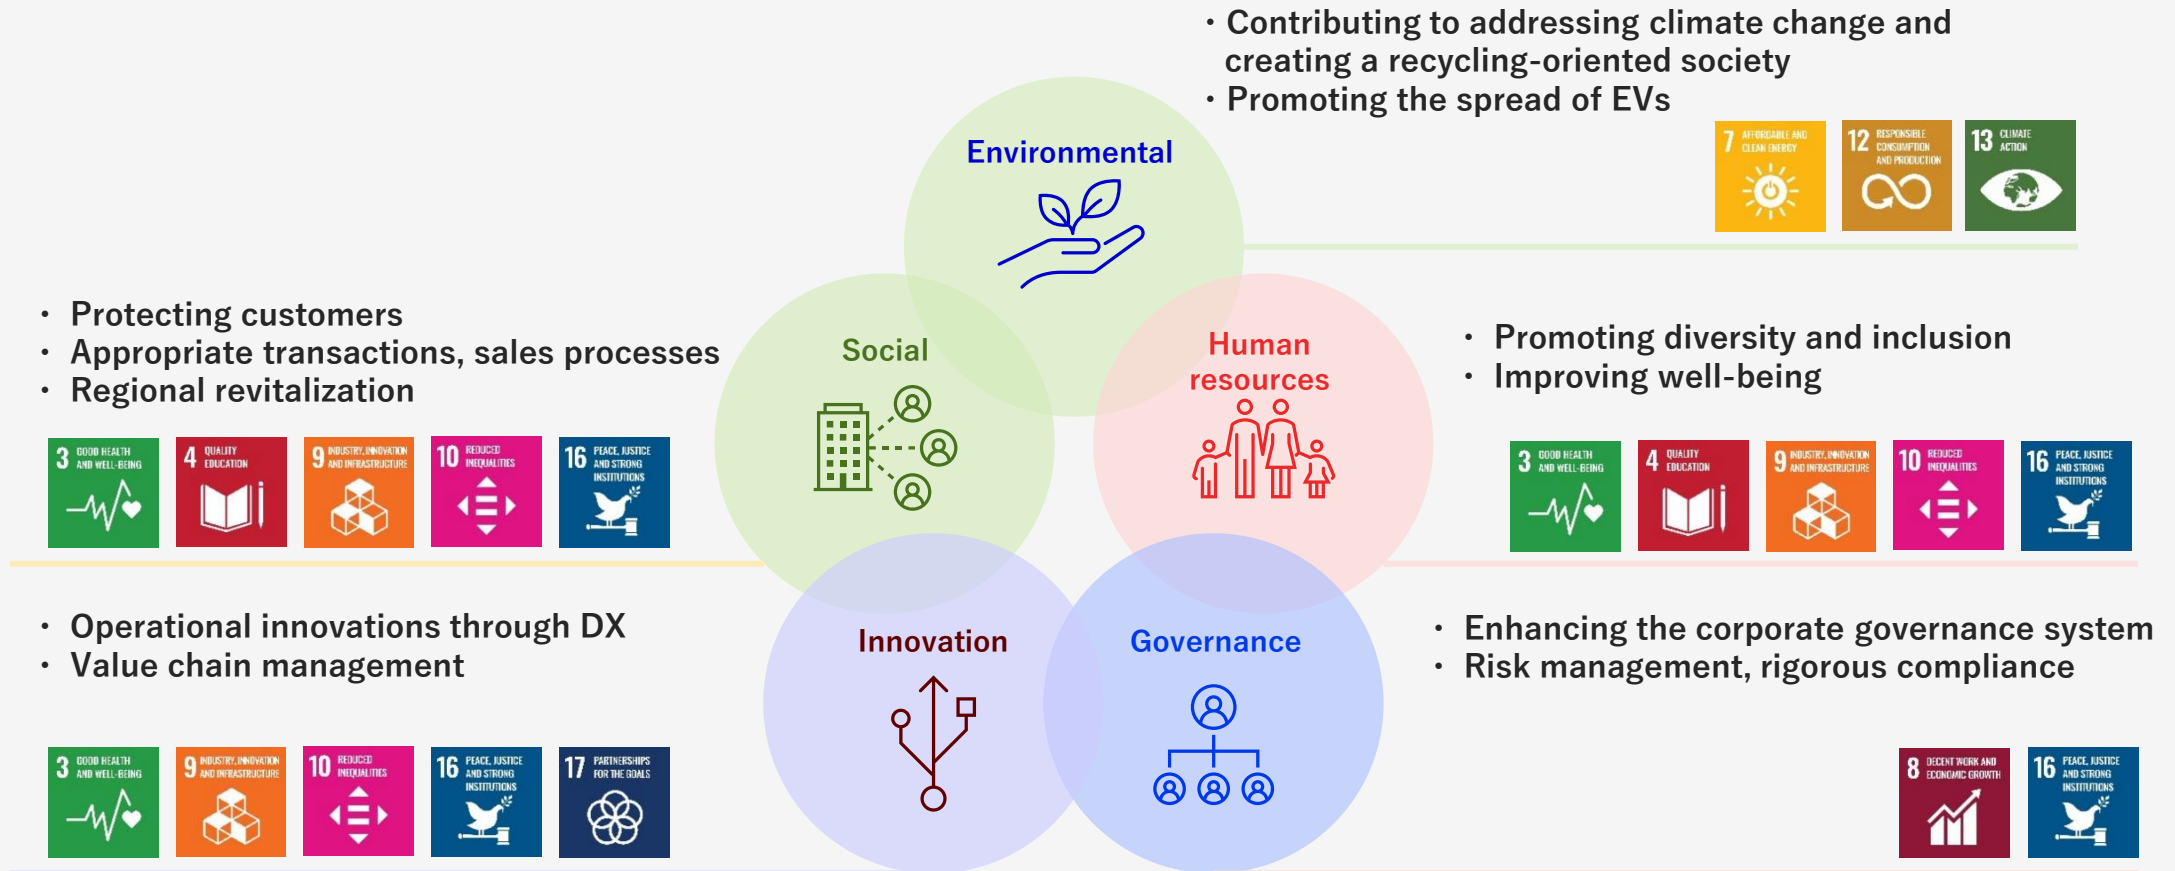 ・Contributing to addressing climate change and
creating a recycling-oriented society
・Promoting the spread of EVs
7 AFFORDABLE AND
CLEAN ENERGY
12 RESPONSIBLE
CONSUMPTION
AND PRODUCTION
13 CLIMATE
ACTION
Environmental
・ Protecting customers
・ Appropriate transactions, sales processes
・ Regional revitalization
3 GOOD HEALTH
AND WELL-BEING
4 QUALITY
EDUCATION
9 INDUSTRY, INNOVATION
AND INFRASTRUCTURE
10 REDUCED
INEQUALITIES
16 PEACE, JUSTICE
AND STRONG
INSTITUTIONS
Social
Human
resources
・ Promoting diversity and inclusion
・ Improving well-being
3 GOOD HEALTH
AND WELL-BEING
4 QUALITY
EDUCATION
9 INDUSTRY, INNOVATION
AND INFRASTRUCTURE
10 REDUCED
INEQUALITIES
16 PEACE, JUSTICE
AND STRONG
INSTITUTIONS
・ Operational innovations through DX
・ Value chain management
3 GOOD HEALTH
AND WELL-BEING
9 INDUSTRY, INNOVATION
AND INFRASTRUCTURE
10 REDUCED
INEQUALITIES
16 PEACE, JUSTICE
AND STRONG
INSTITUTIONS
17 PARTNERSHIPS
FOR THE GOALS
Innovation
Governance
・ Enhancing the corporate governance system
・ Risk management, rigorous compliance
8 DECENT WORK AND
ECONOMIC GROWTH
16 PEACE, JUSTICE
AND STRONG
INSTITUTIONS